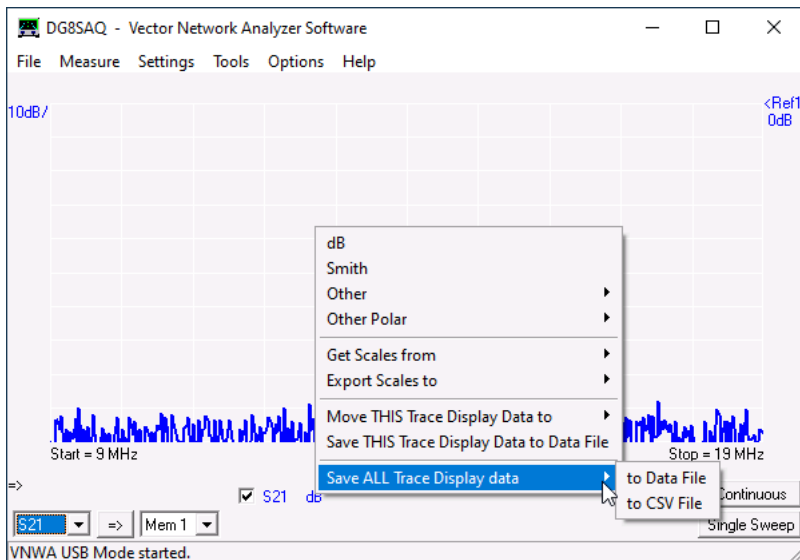 DG8SAQ - Vector Network Analyzer Software
File Measure Settings Tools Options Help
10dB/
<Ref1
0dB
dB
Smith
Other
Other Polar
Get Scales from
Export Scales to
Move THIS Trace Display Data to
Save THIS Trace Display Data to Data File
Start = 9 MHz
Stop = 19 MHz
Save ALL Trace Display data
to Data File
to CSV File
=>
S21 dB
Continuous
S21
=>
Mem 1
Single Sweep
VNWA USB Mode started.